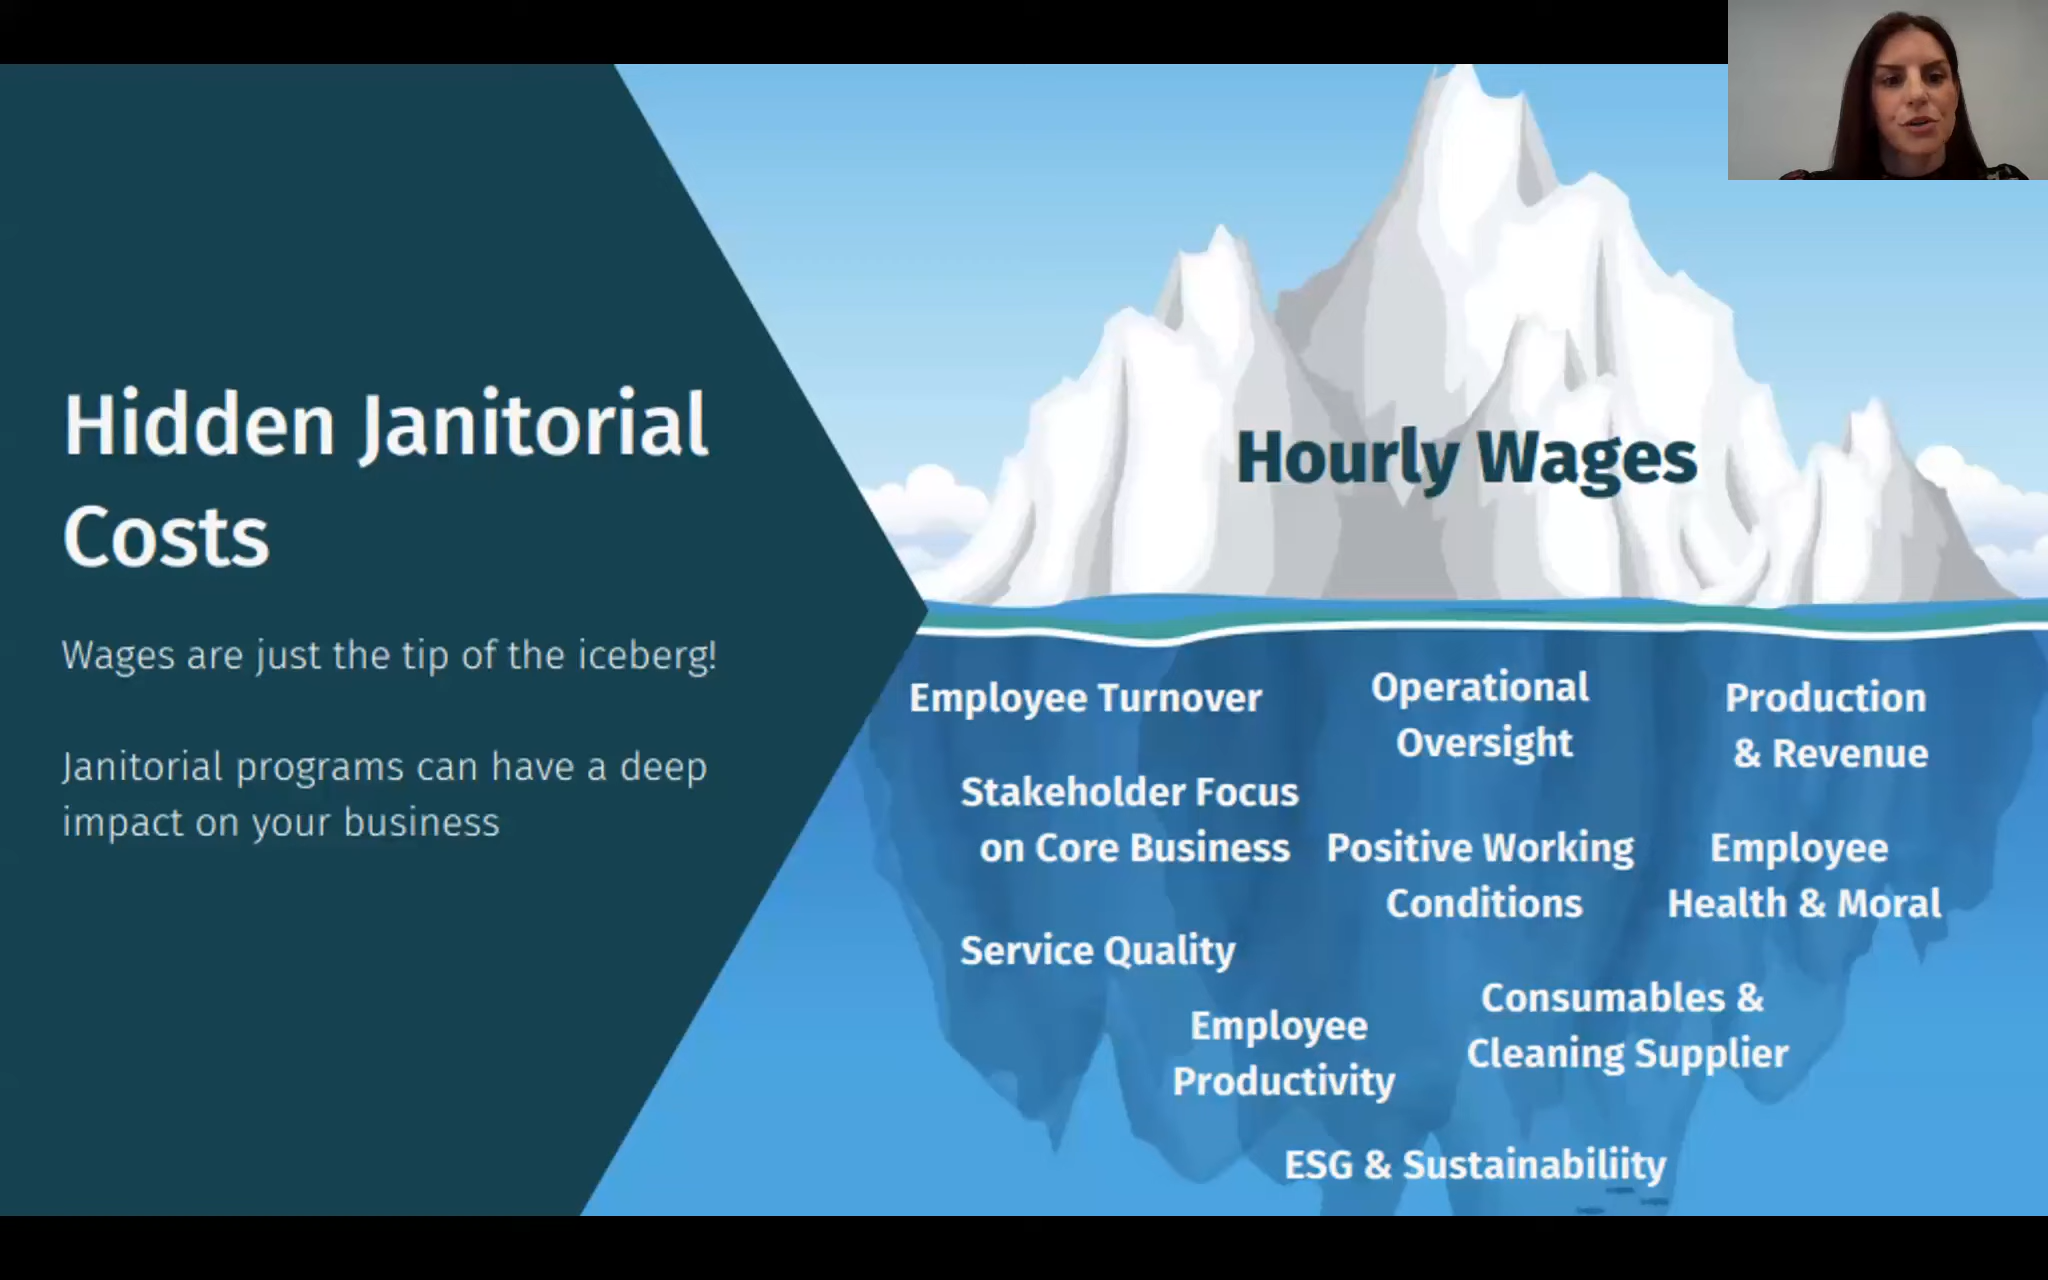 Hidden Janitorial
Costs
Wages are just the tip of the iceberg!
Janitorial programs can have a deep
impact on your business
Hourly Wages
Employee Turnover
Operational
Oversight
Production
& Revenue
Stakeholder Focus
on Core Business
Positive Working
Conditions
Employee
Health & Moral
Service Quality
Employee
Productivity
Consumables &
Cleaning Supplier
ESG & Sustainabiliity